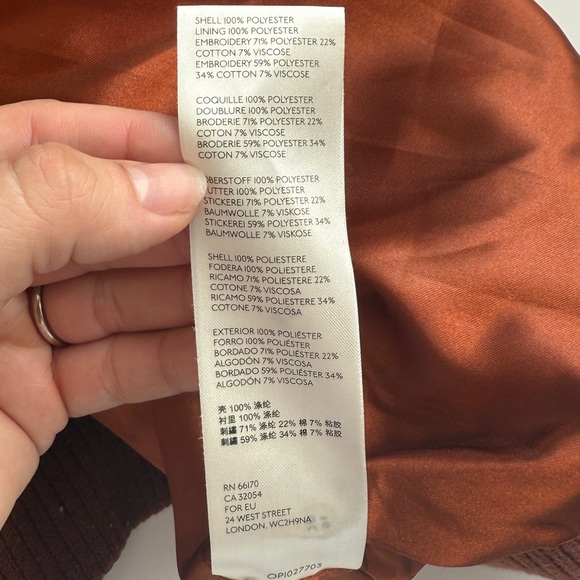 SHELL 100% POLYESTER
LINING 100% POLYESTER
EMBROIDERY 71% POLYESTER 22%
COTTON 7% VISCOSE
EMBROIDERY 59% POLYESTER
34% COTTON 7% VISCOSE
COQUILLE 100% POLYESTER
DOUBLURE 100% POLYESTER
BRODERIE 71% POLYESTER 22%
COTON 7% VISCOSE
BRODERIE 59% POLYESTER 34%
COTON 7% VISCOSE
OBERSTOFF 100% POLYESTER
UTTER 100% POLYESTER
STICKEREI 71% POLYESTER 22%
BAUMWOLLE 7% VISKOSE
STICKEREI 59% POLYESTER 34%
BAUMWOLLE 7% VISKOSE
SHELL 100% POLIESTERE
FODERA 100% POLIESTERE
RICAMO 71% POLIESTERE 22%
COTONE 7% VISCOSA
RICAMO 59% POLIESTERE 34%
COTONE 7% VISCOSA
EXTERIOR 100% POLIÉSTER
FORRO 100% POLIÉSTER
BORDADO 71% POLIÉSTER 22%
ALGODÓN 7% VISCOSA
BORDADO 59% POLIÉSTER 34%
ALGODÓN 7% VISCOSA
壳 100% 涤纶
衬里 100% 涤纶
刺繡 71% 涤纶 22% 棉 7% 粘胶
刺繡 59% 涤纶 34% 棉 7% 粘胶
RN 66170
CA 32054
FOR EU
24 WEST STREET
LONDON, WC2H9NA
OP1027703